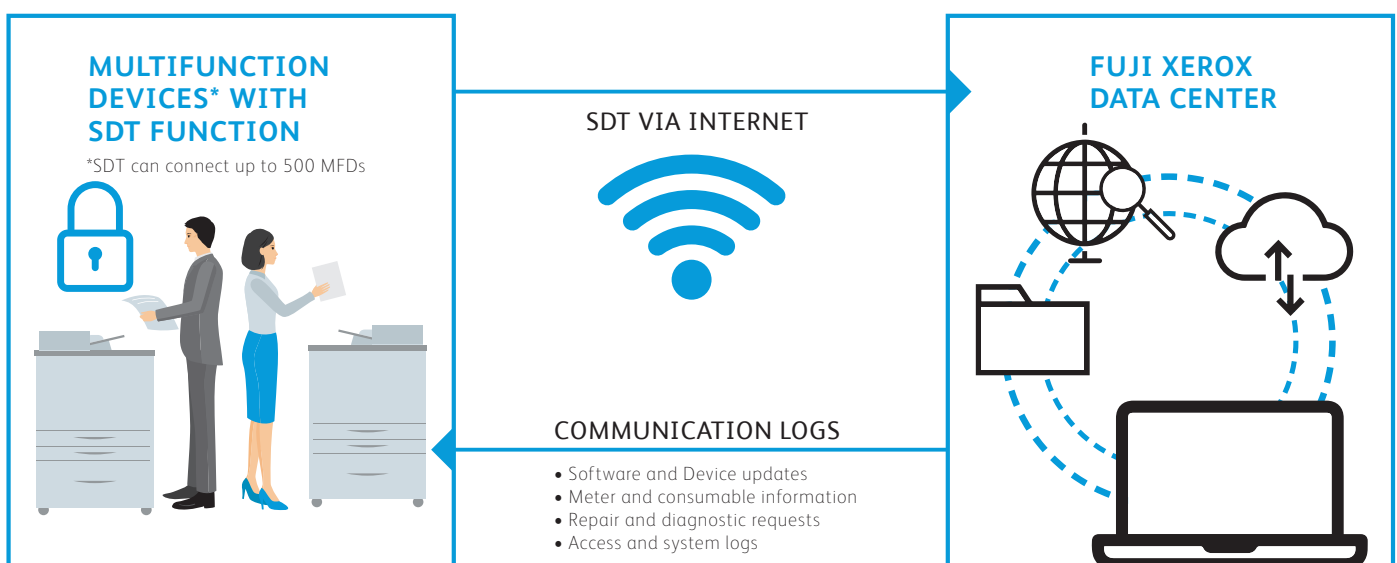 MULTIFUNCTION
DEVICES* WITH
SDT FUNCTION
*SDT can connect up to 500 MFDs
SDT VIA INTERNET
COMMUNICATION LOGS
• Software and Device updates
• Meter and consumable information
• Repair and diagnostic requests
• Access and system logs
FUJI XEROX
DATA CENTER